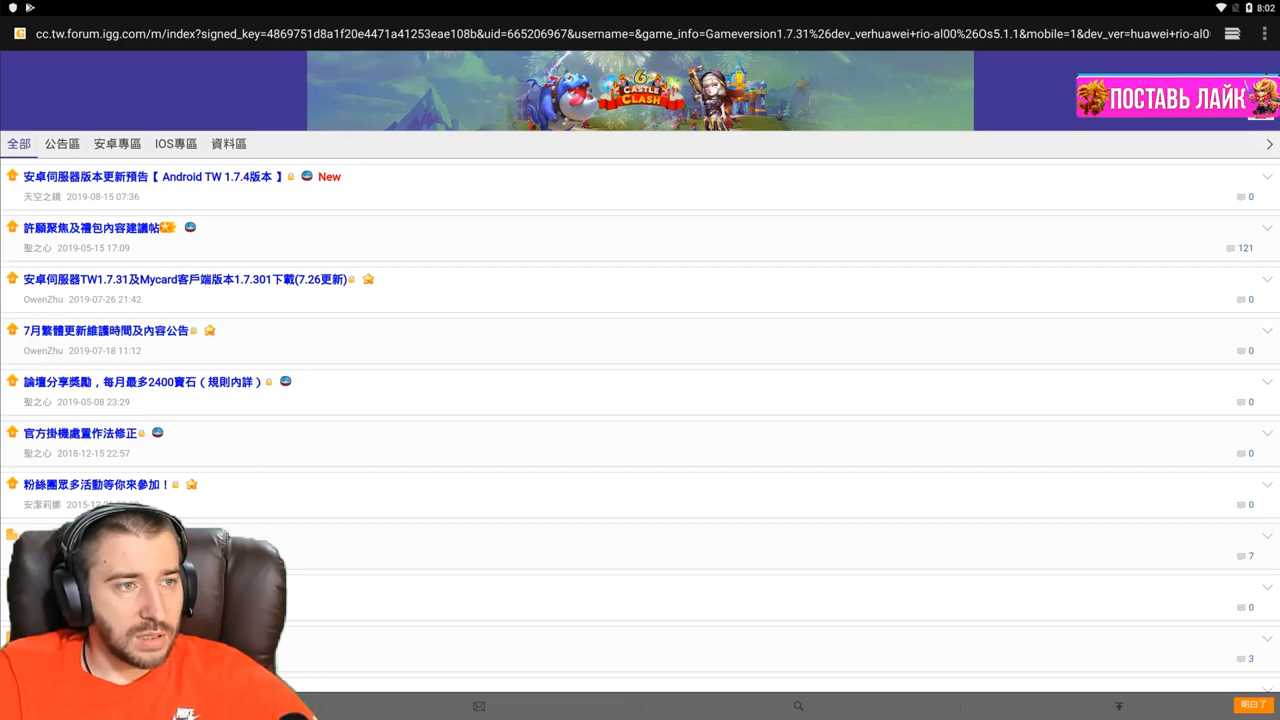 8:02
cc.tw.forum.igg.com/m/index?signed_key=4869751d8a1f20e4471a41253eae108b&uid=665206967&username=&game_info=Gameversion1.7.31%26dev_verhuawei+rio-al00%26Os5.1.1&mobile=1&dev_ver=huawei+rio-al0
6
CASTLE
CLASH
ПОСТАВЬ ЛАЙК
全部 公告區 安卓專區 IOS專區 資料區
安卓伺服器版本更新預告【 Android TW 1.7.4版本 】 New
天空之鏡 2019-08-15 07:36
0
許願聚焦及禮包內容建議帖
聖之心 2019-05-15 17:09
121
安卓伺服器TW1.7.31及Mycard客戶端版本1.7.301下載(7.26更新)
OwenZhu 2019-07-26 21:42
0
7月繁體更新維護時間及內容公告
OwenZhu 2019-07-18 11:12
0
論壇分享獎勵，每月最多2400寶石（規則內詳）
聖之心 2019-05-08 23:29
0
官方掛機處置作法修正
聖之心 2018-12-15 22:57
0
粉絲團眾多活動等你來參加！
安潔莉娜 2015-12
0
7
0
3
明白了